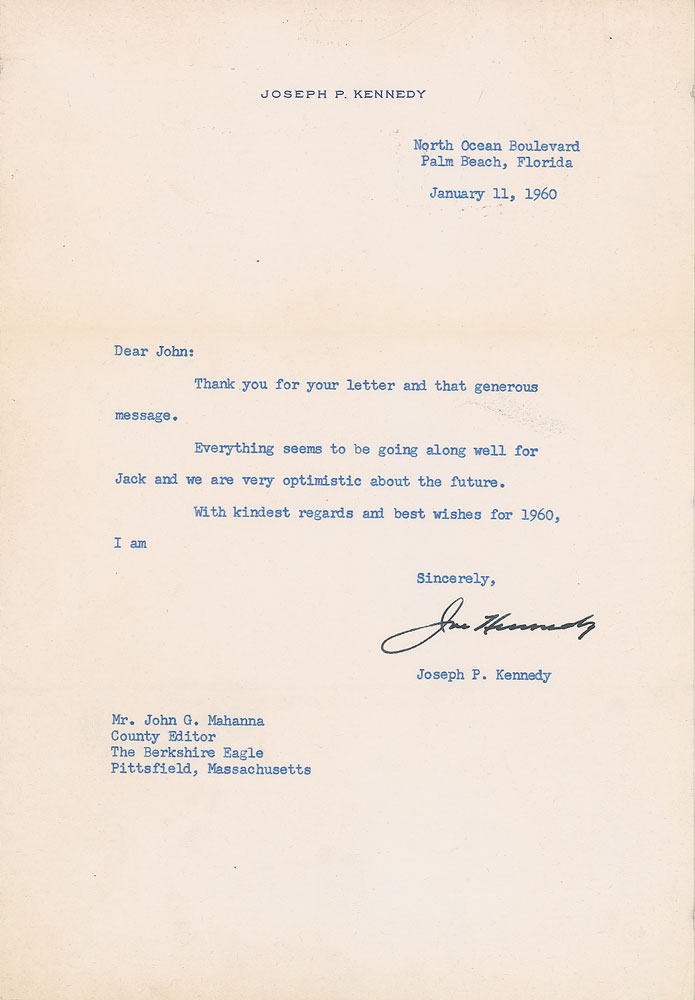 JOSEPH P. KENNEDY
North Ocean Boulevard
Palm Beach, Florida
January 11, 1960
Dear John:
Thank you for your letter and that generous
message.
Everything seems to be going along well for
Jack and we are very optimistic about the future.
With kindest regards and best wishes for 1960,
I am
Sincerely,
Joe Kennedy
Joseph P. Kennedy
Mr. John G. Mahanna
County Editor
The Berkshire Eagle
Pittsfield, Massachusetts